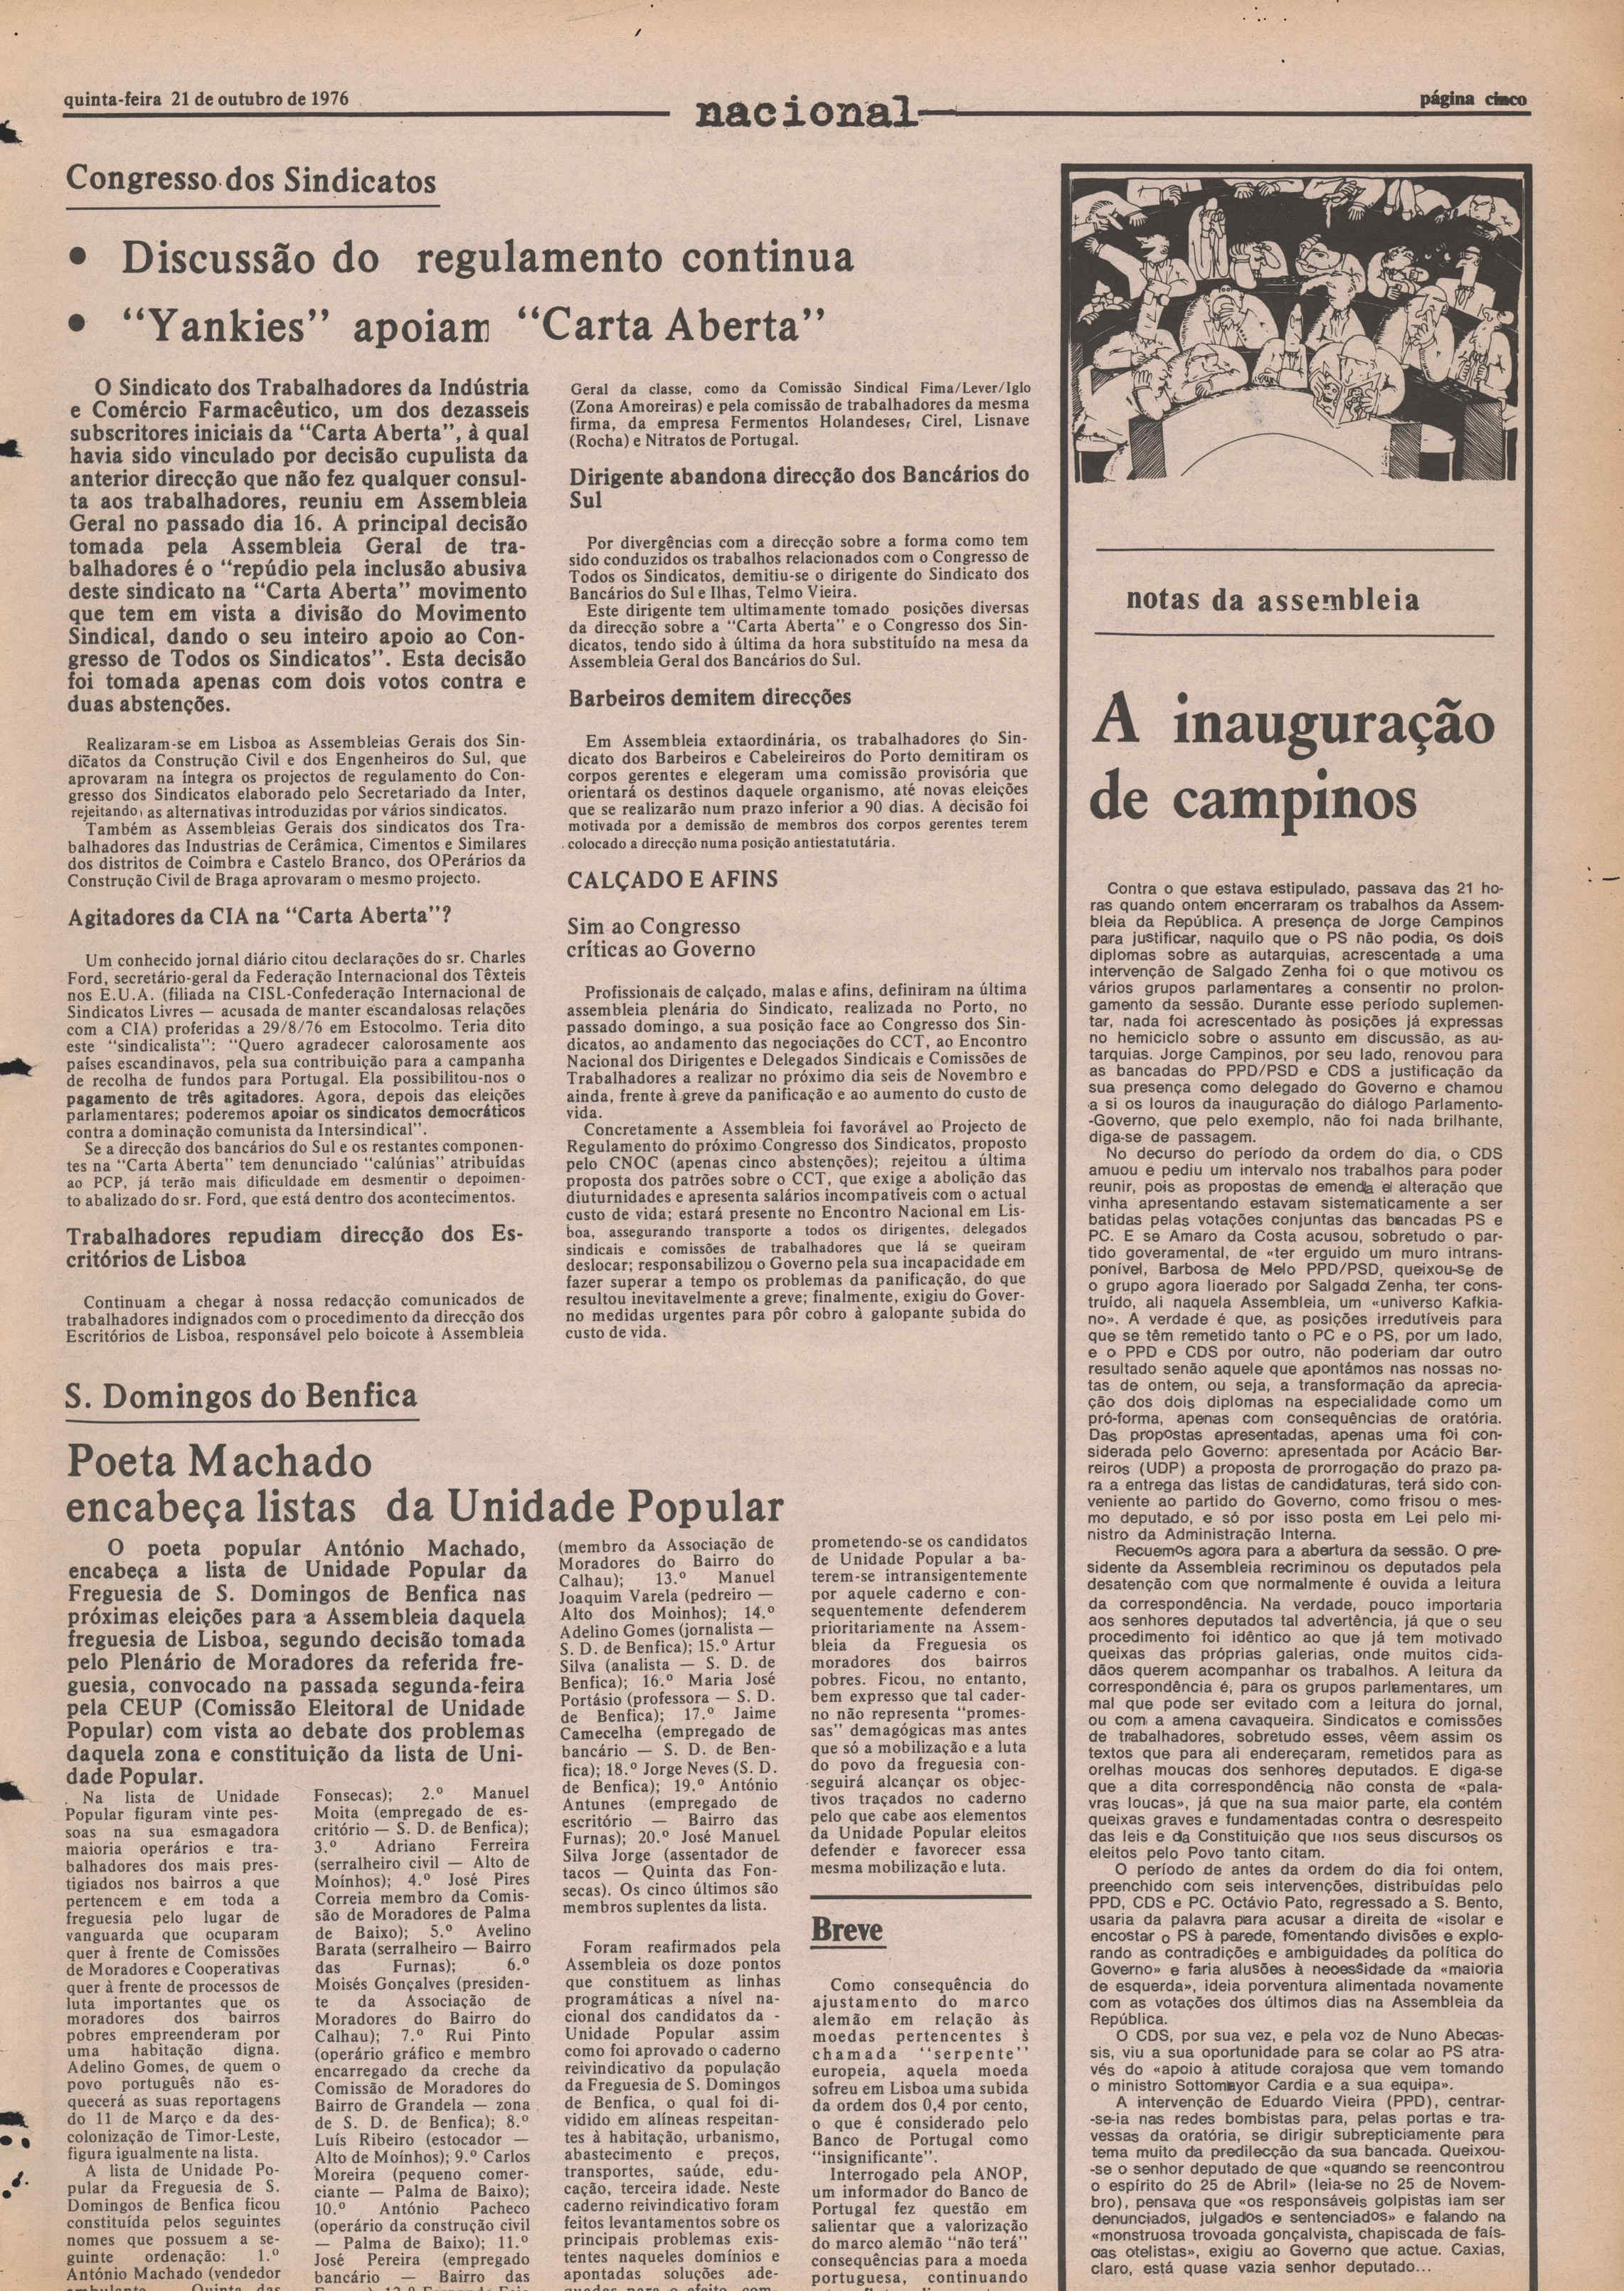 quinta-feira 21 de outubro de 1976
nacional
página cinco
Congresso dos Sindicatos
• Discussão do regulamento continua
• “Yankies” apoiam “Carta Aberta”
O Sindicato dos Trabalhadores da Indústria
e Comércio Farmacêutico, um dos dezasseis
subscritores iniciais da “Carta Aberta”, à qual
havia sido vinculado por decisão cupulista da
anterior direcção que não fez qualquer consul-
ta aos trabalhadores, reuniu em Assembleia
Geral no passado dia 16. A principal decisão
tomada pela Assembleia Geral de tra-
balhadores é o “repúdio pela inclusão abusiva
deste sindicato na “Carta Aberta” movimento
que tem em vista a divisão do Movimento
Sindical, dando o seu inteiro apoio ao Con-
gresso de Todos os Sindicatos”. Esta decisão
foi tomada apenas com dois votos contra e
duas abstenções.
Realizaram-se em Lisboa as Assembleias Gerais dos Sin-
dicatos da Construção Civil e dos Engenheiros do Sul, que
aprovaram na íntegra os projectos de regulamento do Con-
gresso dos Sindicatos elaborado pelo Secretariado da Inter,
rejeitando, as alternativas introduzidas por vários sindicatos.
Também as Assembleias Gerais dos sindicatos dos Tra-
balhadores das Industrias de Cerâmica, Cimentos e Similares
dos distritos de Coimbra e Castelo Branco, dos OPerários da
Construção Civil de Braga aprovaram o mesmo projecto.
Agitadores da CIA na “Carta Aberta”?
Um conhecido jornal diário citou declarações do sr. Charles
Ford, secretário-geral da Federação Internacional dos Têxteis
nos E.U.A. (filiada na CISL-Confederação Internacional de
Sindicatos Livres — acusada de manter escandalosas relações
com a CIA) proferidas a 29/8/76 em Estocolmo. Teria dito
este “sindicalista”: “Quero agradecer calorosamente aos
países escandinavos, pela sua contribuição para a campanha
de recolha de fundos para Portugal. Ela possibilitou-nos o
pagamento de três agitadores. Agora, depois das eleições
parlamentares; poderemos apoiar os sindicatos democráticos
contra a dominação comunista da Intersindical”.
Se a direcção dos bancários do Sul e os restantes componen-
tes na “Carta Aberta” tem denunciado “calúnias” atribuídas
ao PCP, já terão mais dificuldade em desmentir o depoimen-
to abalizado do sr. Ford, que está dentro dos acontecimentos.
Trabalhadores repudiam direcção dos Es-
critórios de Lisboa
Continuam a chegar à nossa redacção comunicados de
trabalhadores indignados com o procedimento da direcção dos
Escritórios de Lisboa, responsável pelo boicote à Assembleia
Geral da classe, como da Comissão Sindical Fima/Lever/Iglo
(Zona Amoreiras) e pela comissão de trabalhadores da mesma
firma, da empresa Fermentos Holandeses, Cirel, Lisnave
(Rocha) e Nitratos de Portugal.
Dirigente abandona direcção dos Bancários do
Sul
Por divergências com a direcção sobre a forma como tem
sido conduzidos os trabalhos relacionados com o Congresso de
Todos os Sindicatos, demitiu-se o dirigente do Sindicato dos
Bancários do Sul e Ilhas, Telmo Vieira.
Este dirigente tem ultimamente tomado posições diversas
da direcção sobre a “Carta Aberta” e o Congresso dos Sin-
dicatos, tendo sido à última da hora substituído na mesa da
Assembleia Geral dos Bancários do Sul.
Barbeiros demitem direcções
Em Assembleia extaordinária, os trabalhadores do Sin-
dicato dos Barbeiros e Cabeleireiros do Porto demitiram os
corpos gerentes e elegeram uma comissão provisória que
orientará os destinos daquele organismo, até novas eleições
que se realizarão num prazo inferior a 90 dias. A decisão foi
motivada por a demissão de membros dos corpos gerentes terem
colocado a direcção numa posição antiestatutária.
CALÇADO E AFINS
Sim ao Congresso
críticas ao Governo
Profissionais de calçado, malas e afins, definiram na última
assembleia plenária do Sindicato, realizada no Porto, no
passado domingo, a sua posição face ao Congresso dos Sin-
dicatos, ao andamento das negociações do CCT, ao Encontro
Nacional dos Dirigentes e Delegados Sindicais e Comissões de
Trabalhadores a realizar no próximo dia seis de Novembro e
ainda, frente à greve da panificação e ao aumento do custo de
vida.
Concretamente a Assembleia foi favorável ao Projecto de
Regulamento do próximo Congresso dos Sindicatos, proposto
pelo CNOC (apenas cinco abstenções); rejeitou a última
proposta dos patrões sobre o CCT, que exige a abolição das
diuturnidades e apresenta salários incompatíveis com o actual
custo de vida; estará presente no Encontro Nacional em Lis-
boa, assegurando transporte a todos os dirigentes, delegados
sindicais e comissões de trabalhadores que lá se queiram
deslocar; responsabilizou o Governo pela sua incapacidade em
fazer superar a tempo os problemas da panificação, do que
resultou inevitavelmente a greve; finalmente, exigiu do Gover-
no medidas urgentes para pôr cobro à galopante subida do
custo de vida.
S. Domingos do Benfica
Poeta Machado
encabeça listas da Unidade Popular
O poeta popular António Machado,
encabeça a lista de Unidade Popular da
Freguesia de S. Domingos de Benfica nas
próximas eleições para a Assembleia daquela
freguesia de Lisboa, segundo decisão tomada
pelo Plenário de Moradores da referida fre-
guesia, convocado na passada segunda-feira
pela CEUP (Comissão Eleitoral de Unidade
Popular) com vista ao debate dos problemas
daquela zona e constituição da lista de Uni-
dade Popular.
Na lista de Unidade
Popular figuram vinte pes-
soas na sua esmagadora
maioria operários e tra-
balhadores dos mais pres-
tigiados nos bairros a que
pertencem e em toda a
freguesia pelo lugar de
vanguarda que ocuparam
quer à frente de Comissões
de Moradores e Cooperativas
quer à frente de processos de
luta importantes que os
moradores dos bairros
pobres empreenderam por
uma habitação digna.
Adelino Gomes, de quem o
povo português não es-
quecerá as suas reportagens
do 11 de Março e da des-
colonização de Timor-Leste,
figura igualmente na lista.
A lista de Unidade Po-
pular da Freguesia de S.
Domingos de Benfica ficou
constituída pelos seguintes
nomes que possuem a se-
guinte ordenação: 1.º
António Machado (vendedor
ambulante — Quinta das
Fonsecas); 2.º Manuel
Moita (empregado de es-
critório — S. D. de Benfica);
3.º Adriano Ferreira
(serralheiro civil — Alto de
Moínhos); 4.º José Pires
Correia membro da Comis-
são de Moradores de Palma
de Baixo); 5.º Avelino
Barata (serralheiro — Bairro
das Furnas); 6.º
Moisés Gonçalves (presiden-
te da Associação de
Moradores do Bairro do
Calhau); 7.º Rui Pinto
(operário gráfico e membro
encarregado da creche da
Comissão de Moradores do
Bairro de Grandela — zona
de S. D. de Benfica); 8.º
Luís Ribeiro (estocador —
Alto de Moínhos); 9.º Carlos
Moreira (pequeno comer-
ciante — Palma de Baixo);
10.º António Pacheco
(operário da construção civil
— Palma de Baixo); 11.º
José Pereira (empregado
bancário — Bairro das
(membro da Associação de
Moradores do Bairro do
Calhau); 13.º Manuel
Joaquim Varela (pedreiro —
Alto dos Moinhos); 14.º
Adelino Gomes (jornalista —
S. D. de Benfica); 15.º Artur
Silva (analista — S. D. de
Benfica); 16.º Maria José
Portásio (professora — S. D.
de Benfica); 17.º Jaime
Camecelha (empregado de
bancário — S. D. de Ben-
fica); 18.º Jorge Neves (S. D.
de Benfica); 19.º António
Antunes (empregado de
escritório — Bairro das
Furnas); 20.º José Manuel
Silva Jorge (assentador de
tacos — Quinta das Fon-
secas). Os cinco últimos são
membros suplentes da lista.
Foram reafirmados pela
Assembleia os doze pontos
que constituem as linhas
programáticas a nível na-
cional dos candidatos da -
Unidade Popular assim
como foi aprovado o caderno
reivindicativo da população
da Freguesia de S. Domingos
de Benfica, o qual foi di-
vidido em alíneas respeitan-
tes à habitação, urbanismo,
abastecimento e preços,
transportes, saúde, edu-
cação, terceira idade. Neste
caderno reivindicativo foram
feitos levantamentos sobre os
principais problemas exis-
tentes naqueles domínios e
apontadas soluções ade-
quadas para o efeito, com-
prometendo-se os candidatos
de Unidade Popular a ba-
terem-se intransigentemente
por aquele caderno e con-
sequentemente defenderem
prioritariamente na Assem-
bleia da Freguesia os
moradores dos bairros
pobres. Ficou, no entanto,
bem expresso que tal cader-
no não representa “promes-
sas” demagógicas mas antes
que só a mobilização e a luta
do povo da freguesia con-
seguirá alcançar os objec-
tivos traçados no caderno
pelo que cabe aos elementos
da Unidade Popular eleitos
defender e favorecer essa
mesma mobilização e luta.
Breve
Como consequência do
ajustamento do marco
alemão em relação às
moedas pertencentes à
chamada “serpente”
europeia, aquela moeda
sofreu em Lisboa uma subida
da ordem dos 0,4 por cento,
o que é considerado pelo
Banco de Portugal como
“insignificante”.
Interrogado pela ANOP,
um informador do Banco de
Portugal fez questão em
salientar que a valorização
do marco alemão “não terá”
consequências para a moeda
portuguesa, continuando
notas da assembleia
A inauguração
de campinos
Contra o que estava estipulado, passava das 21 ho-
ras quando ontem encerraram os trabalhos da Assem-
bleia da República. A presença de Jorge Campinos
para justificar, naquilo que o PS não podia, os dois
diplomas sobre as autarquias, acrescentada a uma
intervenção de Salgado Zenha foi o que motivou os
vários grupos parlamentares a consentir no prolon-
gamento da sessão. Durante esse período suplemen-
tar, nada foi acrescentado às posições já expressas
no hemiciclo sobre o assunto em discussão, as au-
tarquias. Jorge Campinos, por seu lado, renovou para
as bancadas do PPD/PSD e CDS a justificação da
sua presença como delegado do Governo e chamou
a si os louros da inauguração do diálogo Parlamento-
-Governo, que pelo exemplo, não foi nada brilhante,
diga-se de passagem.
No decurso do período da ordem do dia, o CDS
amuou e pediu um intervalo nos trabalhos para poder
reunir, pois as propostas de emenda e alteração que
vinha apresentando estavam sistematicamente a ser
batidas pelas votações conjuntas das bancadas PS e
PC. E se Amaro da Costa acusou, sobretudo o par-
tido goveramental, de «ter erguido um muro intrans-
ponível, Barbosa de Melo PPD/PSD, queixou-se de
o grupo agora liderado por Salgado Zenha, ter cons-
truído, ali naquela Assembleia, um «universo Kafkia-
no». A verdade é que, as posições irredutíveis para
que se têm remetido tanto o PC e o PS, por um lado,
e o PPD e CDS por outro, não poderiam dar outro
resultado senão aquele que apontámos nas nossas no-
tas de ontem, ou seja, a transformação da aprecia-
ção dos dois diplomas na especialidade como um
pró-forma, apenas com consequências de oratória.
Das propostas apresentadas, apenas uma foi con-
siderada pelo Governo: apresentada por Acácio Bar-
reiros (UDP) a proposta de prorrogação do prazo pa-
ra a entrega das listas de candidaturas, terá sido con-
veniente ao partido do Governo, como frisou o mes-
mo deputado, e só por isso posta em Lei pelo mi-
nistro da Administração Interna.
Recuemos agora para a abertura da sessão. O pre-
sidente da Assembleia recriminou os deputados pela
desatenção com que normalmente é ouvida a leitura
da correspondência. Na verdade, pouco importaria
aos senhores deputados tal advertência, já que o seu
procedimento foi idêntico ao que já tem motivado
queixas das próprias galerias, onde muitos cida-
dãos querem acompanhar os trabalhos. A leitura da
correspondência é, para os grupos parlamentares, um
mal que pode ser evitado com a leitura do jornal,
ou com a amena cavaqueira. Sindicatos e comissões
de trabalhadores, sobretudo esses, vêem assim os
textos que para ali endereçaram, remetidos para as
orelhas moucas dos senhores deputados. E diga-se
que a dita correspondência não consta de «pala-
vras loucas», já que na sua maior parte, ela contém
queixas graves e fundamentadas contra o desrespeito
das leis e da Constituição que nos seus discursos os
eleitos pelo Povo tanto citam.
O período de antes da ordem do dia foi ontem,
preenchido com seis intervenções, distribuídas pelo
PPD, CDS e PC. Octávio Pato, regressado a S. Bento,
usaria da palavra para acusar a direita de «isolar e
encostar o PS à parede, fomentando divisões e explo-
rando as contradições e ambiguidades da política do
Governo» e faria alusões à necessidade da «maioria
de esquerda», ideia porventura alimentada novamente
com as votações dos últimos dias na Assembleia da
República.
O CDS, por sua vez, e pela voz de Nuno Abecas-
sis, viu a sua oportunidade para se colar ao PS atra-
vés do «apoio à atitude corajosa que vem tomando
o ministro Sottomayor Cardia e a sua equipa».
A intervenção de Eduardo Vieira (PPD), centrar-
-se-ia nas redes bombistas para, pelas portas e tra-
vessas da oratória, se dirigir subrepticiamente para
tema muito da predilecção da sua bancada. Queixou-
-se o senhor deputado de que «quando se reencontrou
o espírito do 25 de Abril» (leia-se no 25 de Novem-
bro), pensava que «os responsáveis golpistas iam ser
denunciados, julgados e sentenciados» e falando na
«monstruosa trovoada gonçalvista, chapiscada de faís-
cas otelistas», exigiu ao Governo que actue. Caxias,
claro, está quase vazia senhor deputado...